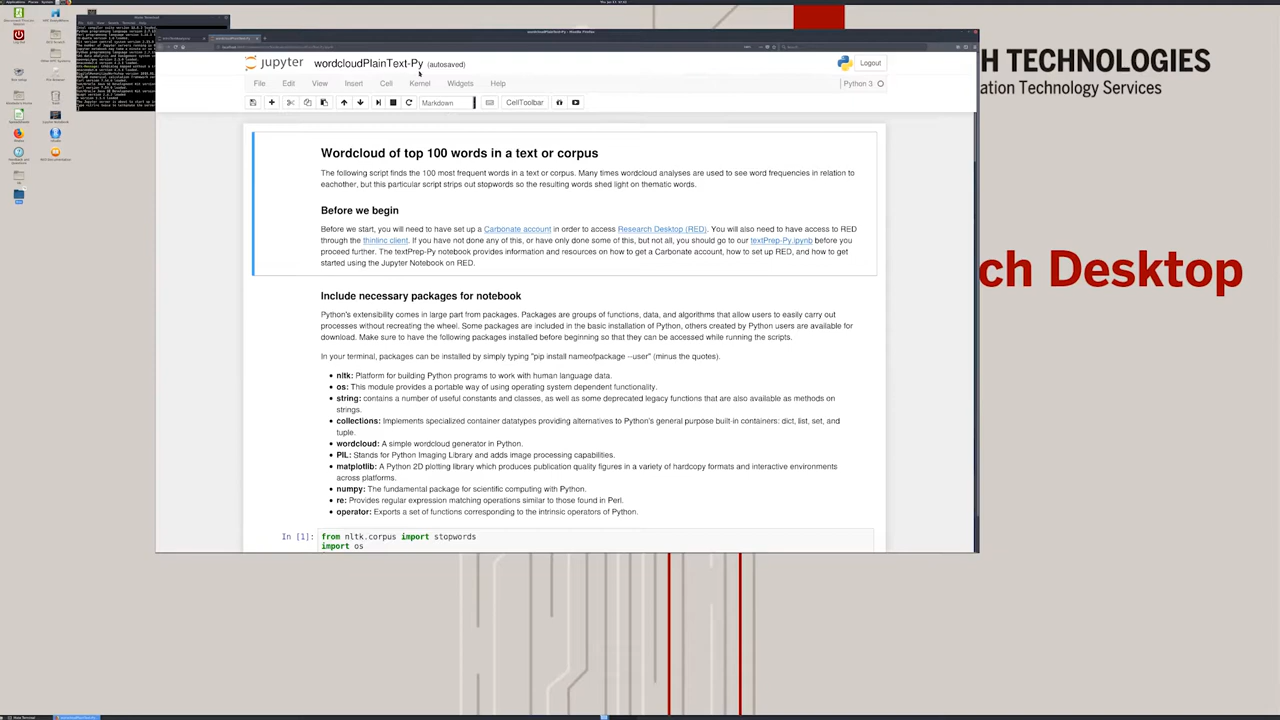 H TECHNOLOGIES
ation Technology Services
ch Desktop
jupyter wordcloudPlainText-Py (autosaved)
Logout
File Edit View Insert Cell Kernel Widgets Help
Python 3
Markdown
CellToolbar
Wordcloud of top 100 words in a text or corpus
The following script finds the 100 most frequent words in a text or corpus. Many times wordcloud analyses are used to see word frequencies in relation to
eachother, but this particular script strips out stopwords so the resulting words shed light on thematic words.
Before we begin
Before we start, you will need to have set up a Carbonate account in order to access Research Desktop (RED). You will also need to have access to RED
through the thinlinc client. If you have not done any of this, or have only done some of this, but not all, you should go to our textPrep-Py.ipynb before you
proceed further. The textPrep-Py notebook provides information and resources on how to get a Carbonate account, how to set up RED, and how to get
started using the Jupyter Notebook on RED.
Include necessary packages for notebook
Python's extensibility comes in large part from packages. Packages are groups of functions, data, and algorithms that allow users to easily carry out
processes without recreating the wheel. Some packages are included in the basic installation of Python, others created by Python users are available for
download. Make sure to have the following packages installed before beginning so that they can be accessed while running the scripts.
In your terminal, packages can be installed by simply typing "pip install nameofpackage --user" (minus the quotes).
• nltk: Platform for building Python programs to work with human language data.
• os: This module provides a portable way of using operating system dependent functionality.
• string: contains a number of useful constants and classes, as well as some deprecated legacy functions that are also available as methods on
strings.
• collections: Implements specialized container datatypes providing alternatives to Python's general purpose built-in containers: dict, list, set, and
tuple.
• wordcloud: A simple wordcloud generator in Python.
• PIL: Stands for Python Imaging Library and adds image processing capabilities.
• matplotlib: A Python 2D plotting library which produces publication quality figures in a variety of hardcopy formats and interactive environments
across platforms.
• numpy: The fundamental package for scientific computing with Python.
• re: Provides regular expression matching operations similar to those found in Perl.
• operator: Exports a set of functions corresponding to the intrinsic operators of Python.
In [1]: from nltk.corpus import stopwords
import os